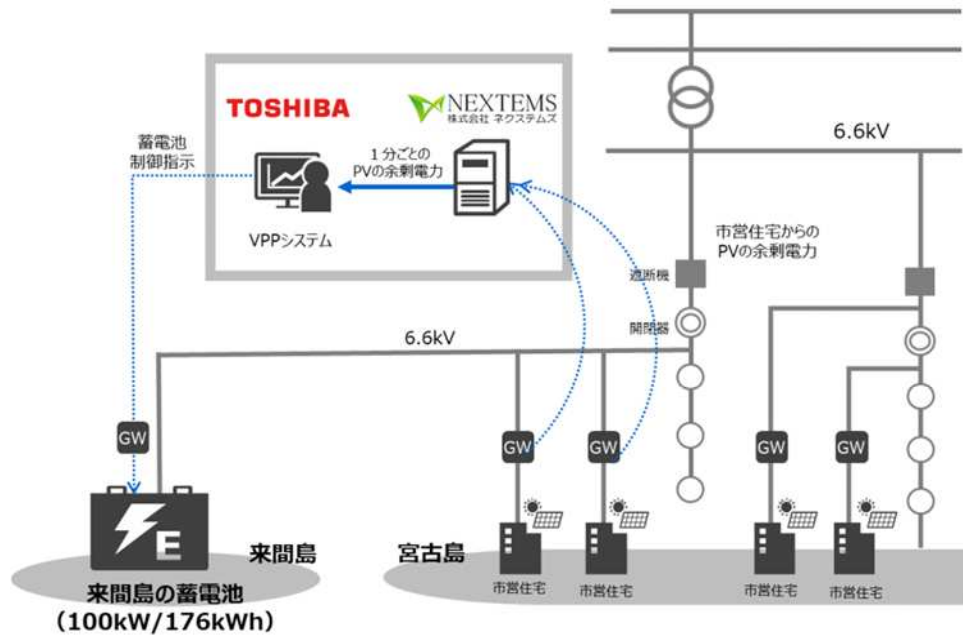 TOSHIBA
NEXTEMS
株式会社 ネクステムズ
蓄電池
制御指示
1分ごとの
PVの余剰電力
VPPシステム
6.6kV
市営住宅からの
PVの余剰電力
遮断機
開閉器
6.6kV
GW
GW
GW
GW
GW
E
来間島
宮古島
市営住宅
市営住宅
市営住宅
市営住宅
来間島の蓄電池
(100kW/176kWh)